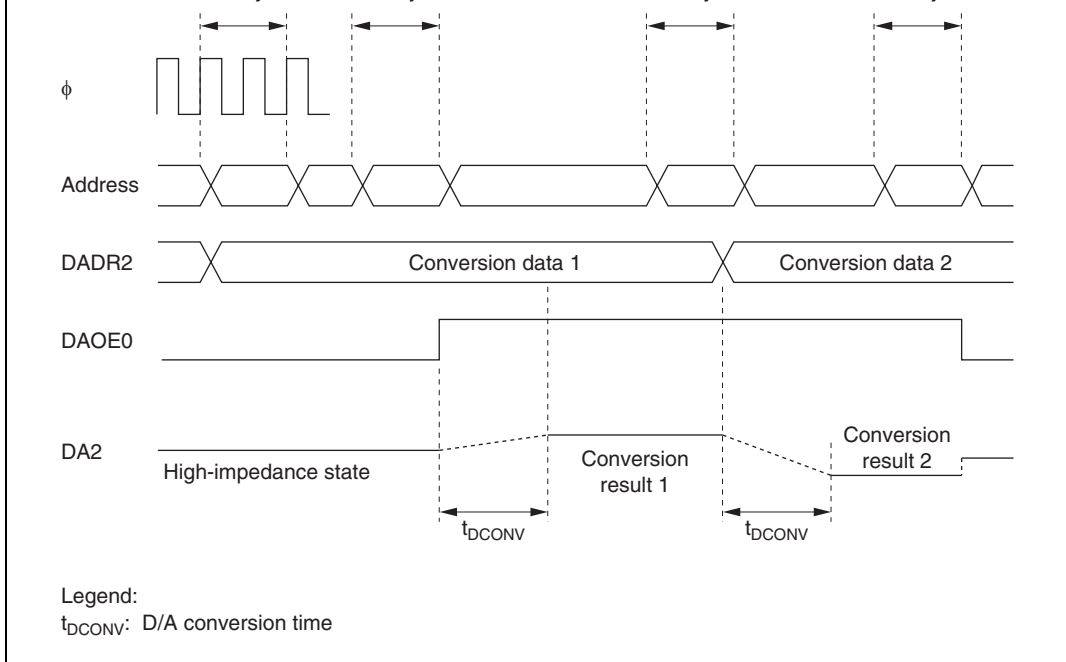 ϕ
Address
DADR2
Conversion data 1
Conversion data 2
DAOE0
DA2
High-impedance state
Conversion
result 1
Conversion
result 2
tDCONV
tDCONV
Legend:
tDCONV: D/A conversion time